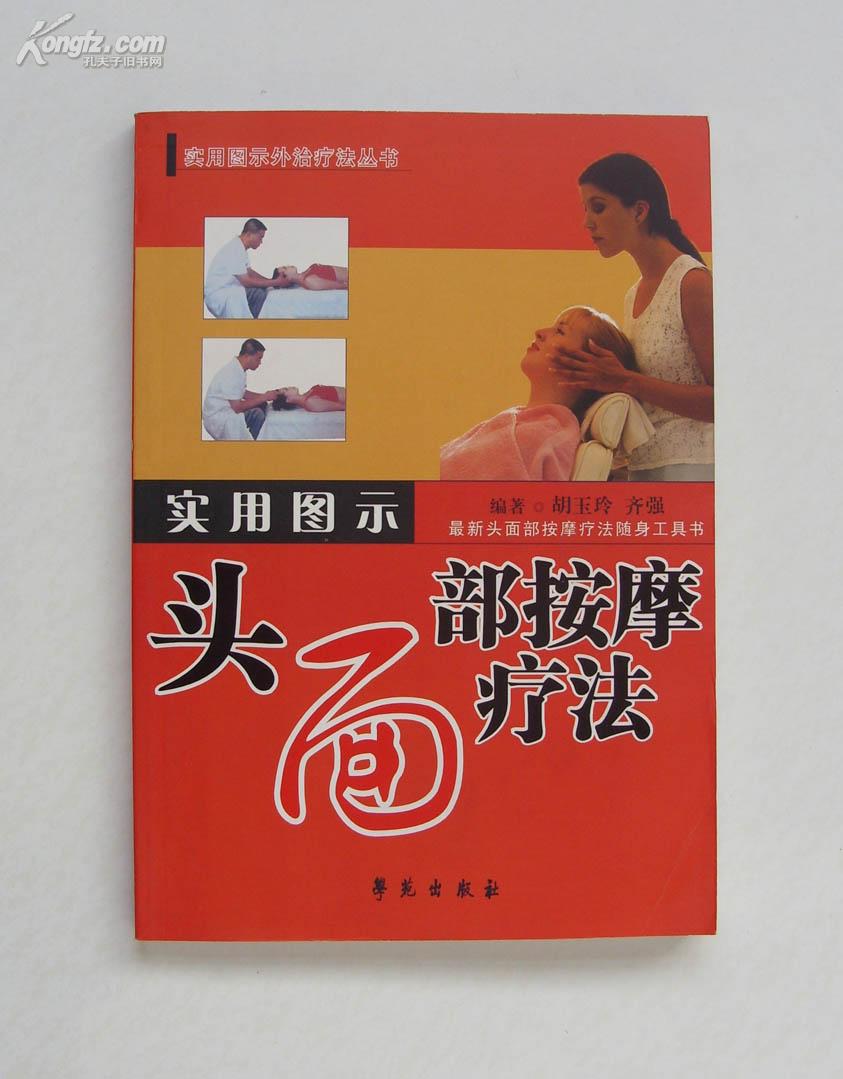 Kongfz.com
孔夫子旧书网
实用图示外治疗法丛书
实用图示
编著 ○ 胡玉玲 齐强
最新头面部按摩疗法随身工具书
头面部按摩
疗法
學苑出版社